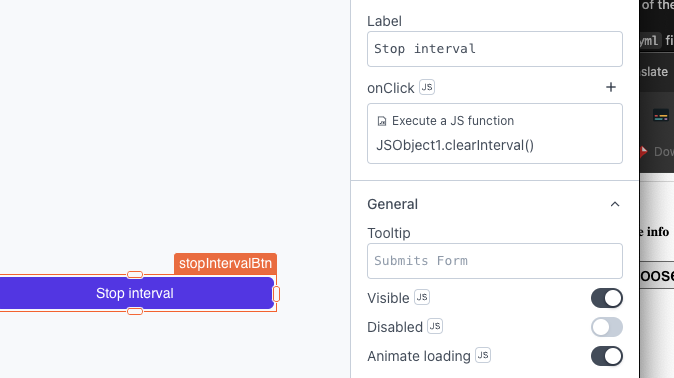 Label
Stop interval
onClick JS
Execute a JS function
JSObject1.clearInterval()
General
Tooltip
Submits Form
Visible JS
Disabled JS
Animate loading JS
stopIntervalBtn
Stop interval
of the
yml fi
slate
Dow
e info
oose